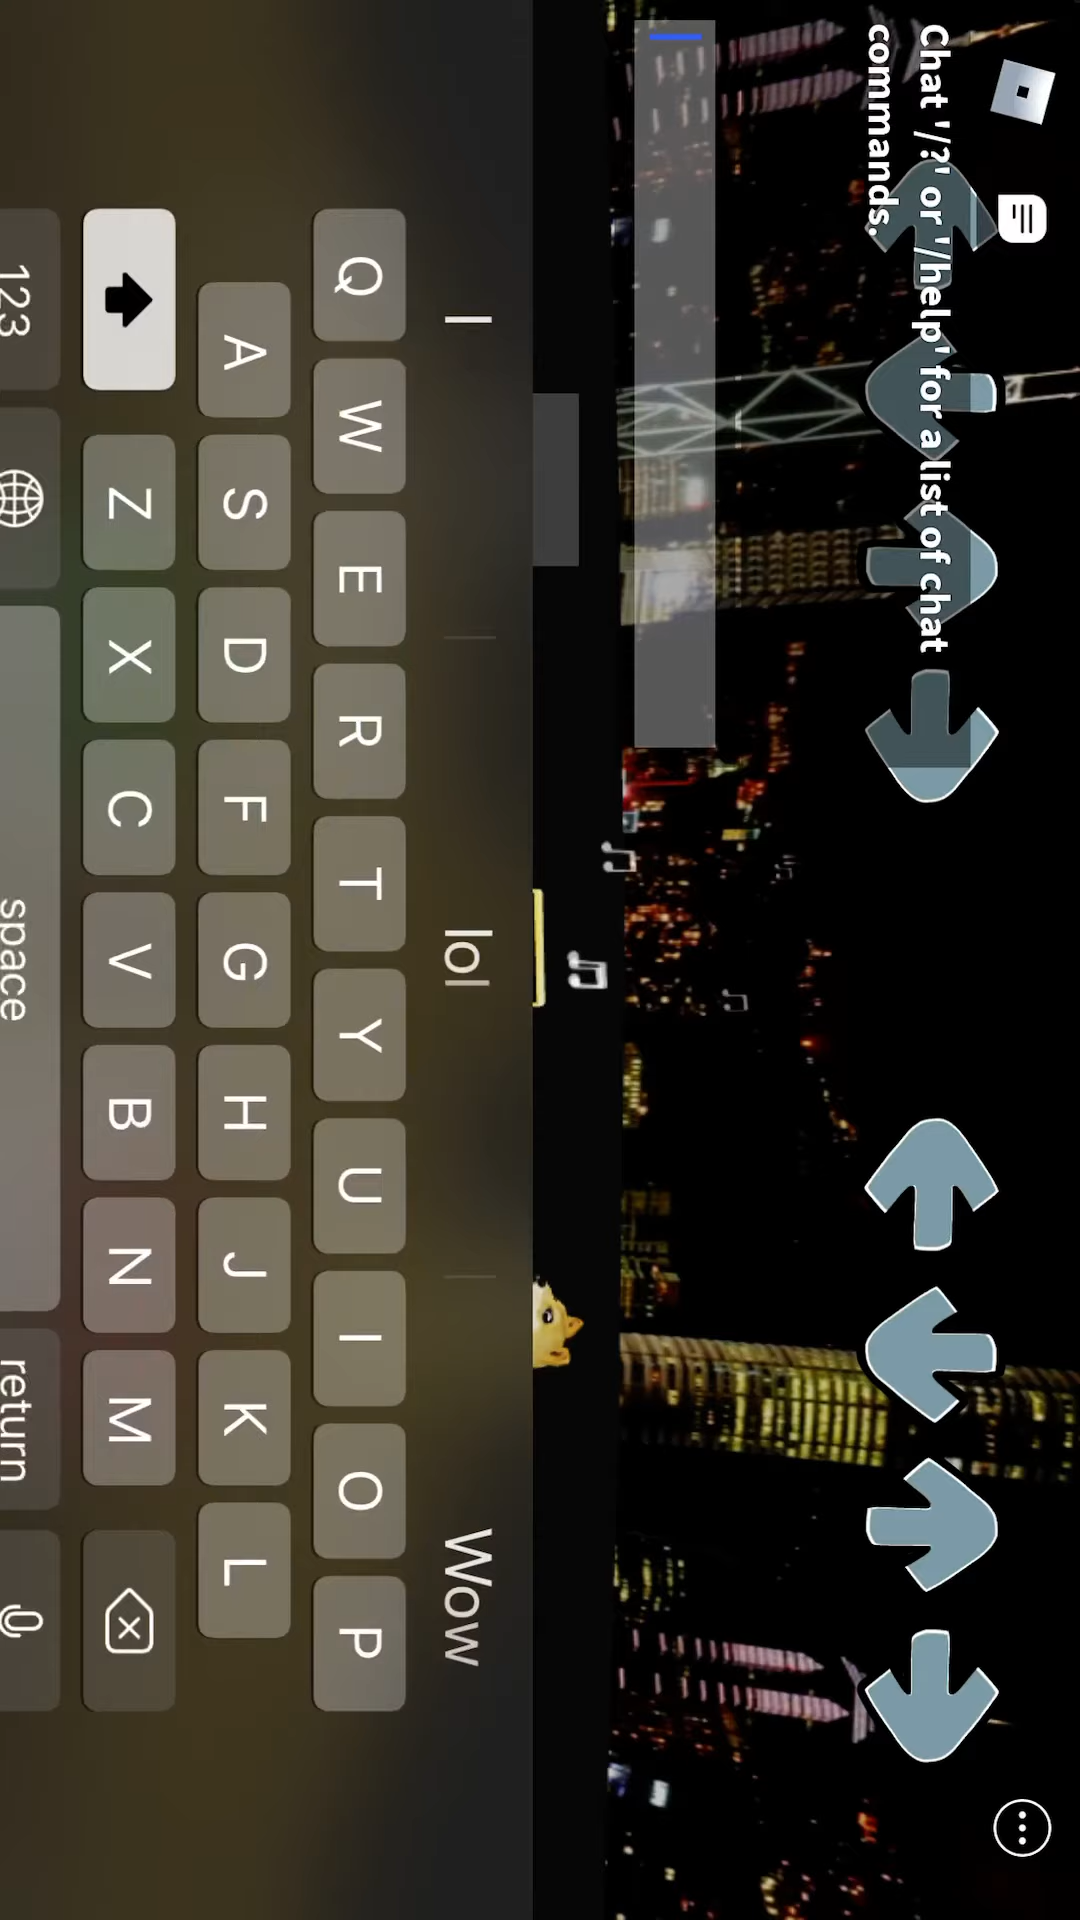 Chat '/?' or '/help' for a list of chat
commands.
I
lol
Wow
Q W E R T Y U I O P
A S D F G H J K L
Z X C V B N M
123
space
return